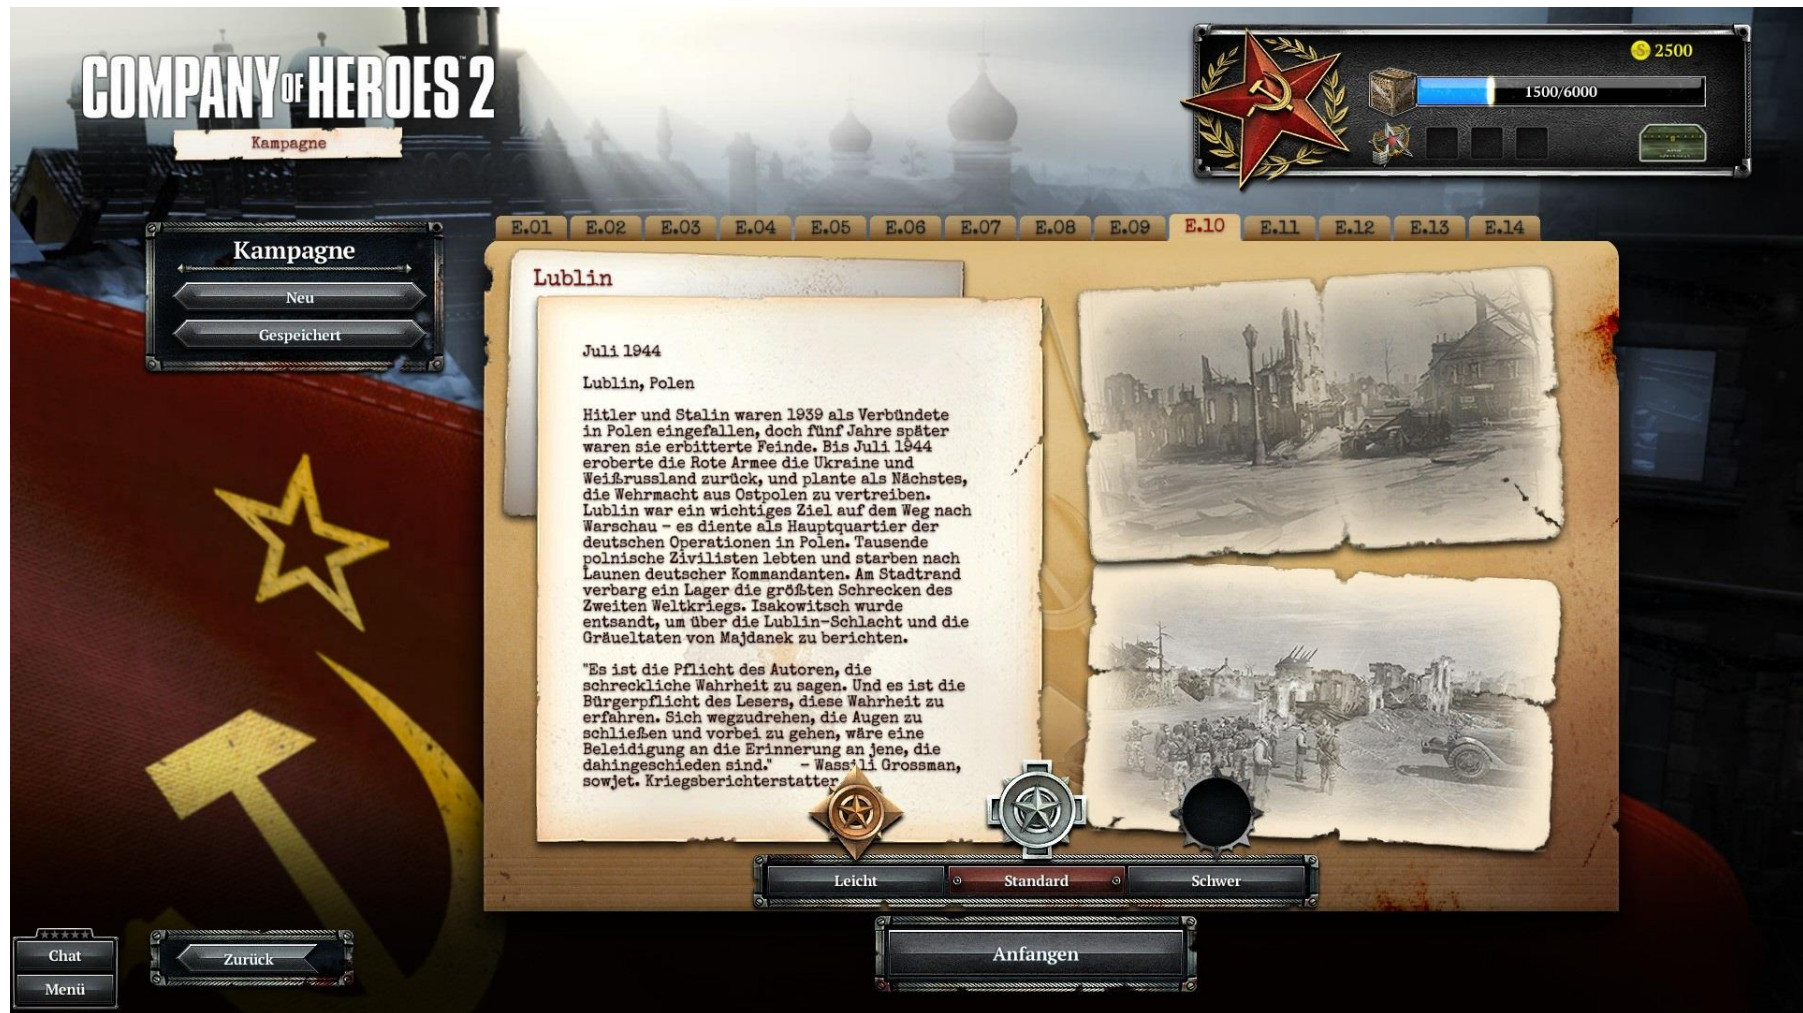 COMPANY OF HEROES 2
Kampagne
2500
1500/6000
Kampagne
Neu
Gespeichert
E.01 E.02 E.03 E.04 E.05 E.06 E.07 E.08 E.09 E.10 E.11 E.12 E.13 E.14
Lublin
Juli 1944
Lublin, Polen
Hitler und Stalin waren 1939 als Verbündete
in Polen eingefallen, doch fünf Jahre später
waren sie erbitterte Feinde. Bis Juli 1944
eroberte die Rote Armee die Ukraine und
Weißrussland zurück, und plante als Nächstes,
die Wehrmacht aus Ostpolen zu vertreiben.
Lublin war ein wichtiges Ziel auf dem Weg nach
Warschau - es diente als Hauptquartier der
deutschen Operationen in Polen. Tausende
polnische Zivilisten lebten und starben nach
Launen deutscher Kommandanten. Am Stadtrand
verbarg ein Lager die größten Schrecken des
Zweiten Weltkriegs. Isakowitsch wurde
entsandt, um über die Lublin-Schlacht und die
Gräueltaten von Majdanek zu berichten.
"Es ist die Pflicht des Autoren, die
schreckliche Wahrheit zu sagen. Und es ist die
Bürgerpflicht des Lesers, diese Wahrheit zu
erfahren. Sich wegzudrehen, die Augen zu
schließen und vorbei zu gehen, wäre eine
Beleidigung an die Erinnerung an jene, die
dahingeschieden sind." - Wassili Grossman,
sowjet. Kriegsberichterstatter
Leicht Standard Schwer
Anfangen
Chat
Menü
Zurück